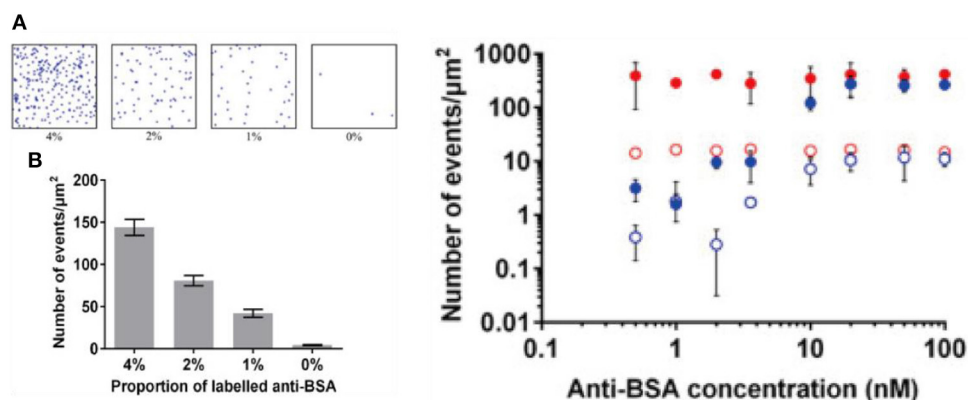 A
4% 2% 1% 0%
B
Number of events/µm²
200
150
100
50
0
4% 2% 1% 0%
Proportion of labelled anti-BSA
Number of events/µm²
1000
100
10
1
0.1
0.01
0.1 1 10 100
Anti-BSA concentration (nM)